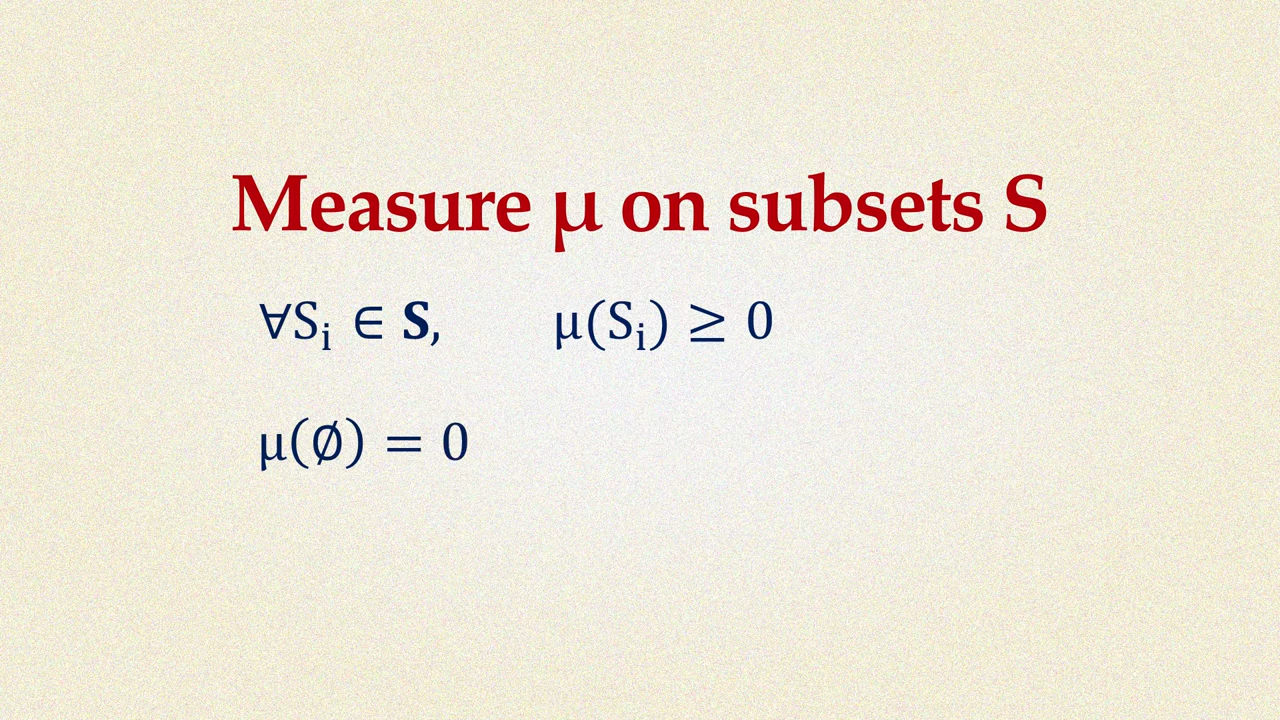 Measure μ on subsets S
∀Sᵢ ∈ S, μ(Sᵢ) ≥ 0
μ(∅) = 0